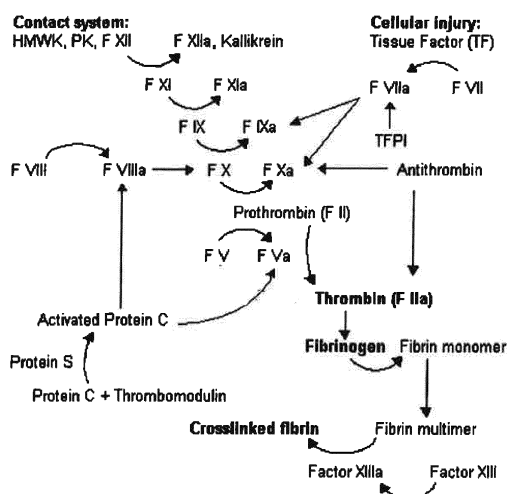 Contact system: Cellular injury:
HMWK, PK, F XII F XIIa, Kallikrein Tissue Factor (TF)
F XI F XIa F VIIa F VII
F IX F IXa
TFPI
F VIII F VIIIa F X F Xa Antithrombin
Prothrombin (F II)
F V F Va
Thrombin (F IIa)
Activated Protein C
Fibrinogen Fibrin monomer
Protein S
Protein C + Thrombomodulin
Crosslinked fibrin Fibrin multimer
Factor XIIIa Factor XIII